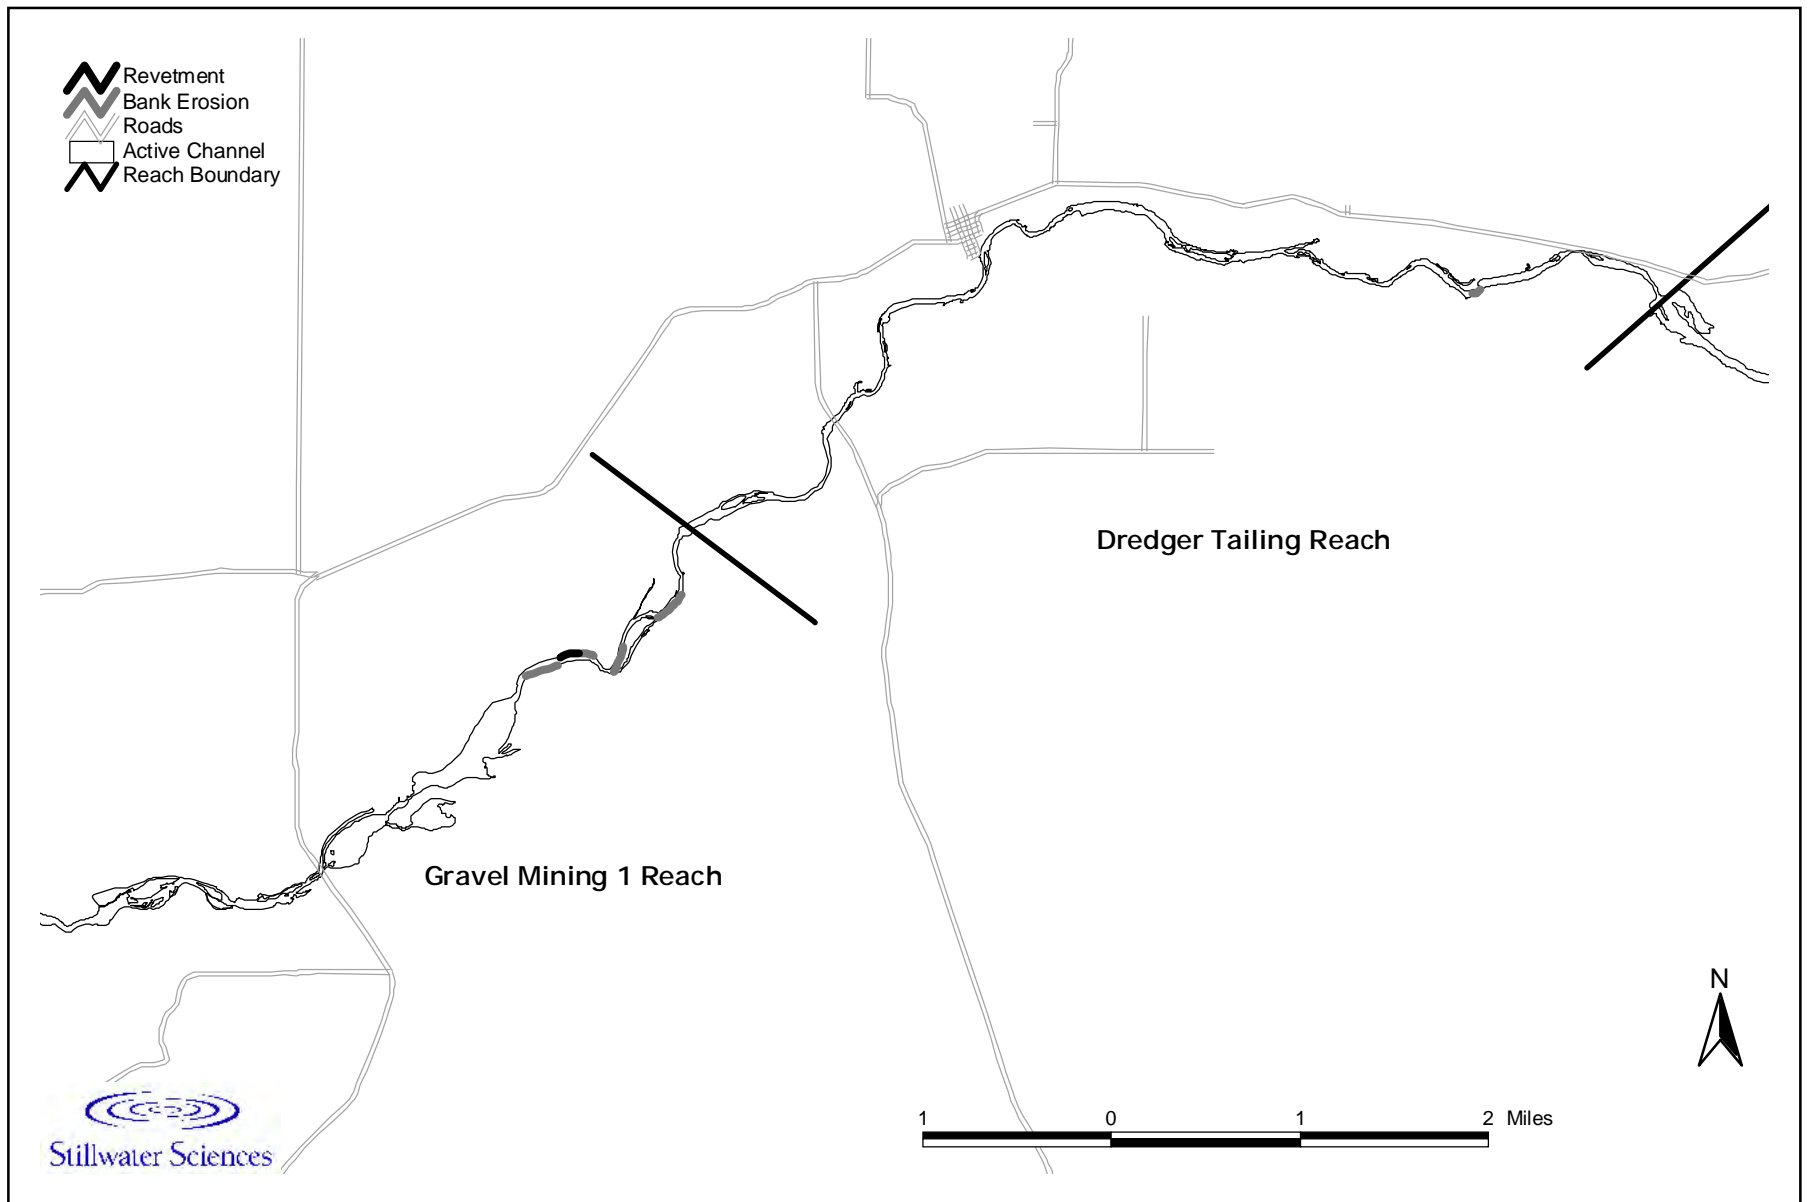 Revetment
Bank Erosion
Roads
Active Channel
Reach Boundary
Dredger Tailing Reach
Gravel Mining 1 Reach
N
1 0 1 2 Miles
Stillwater Sciences